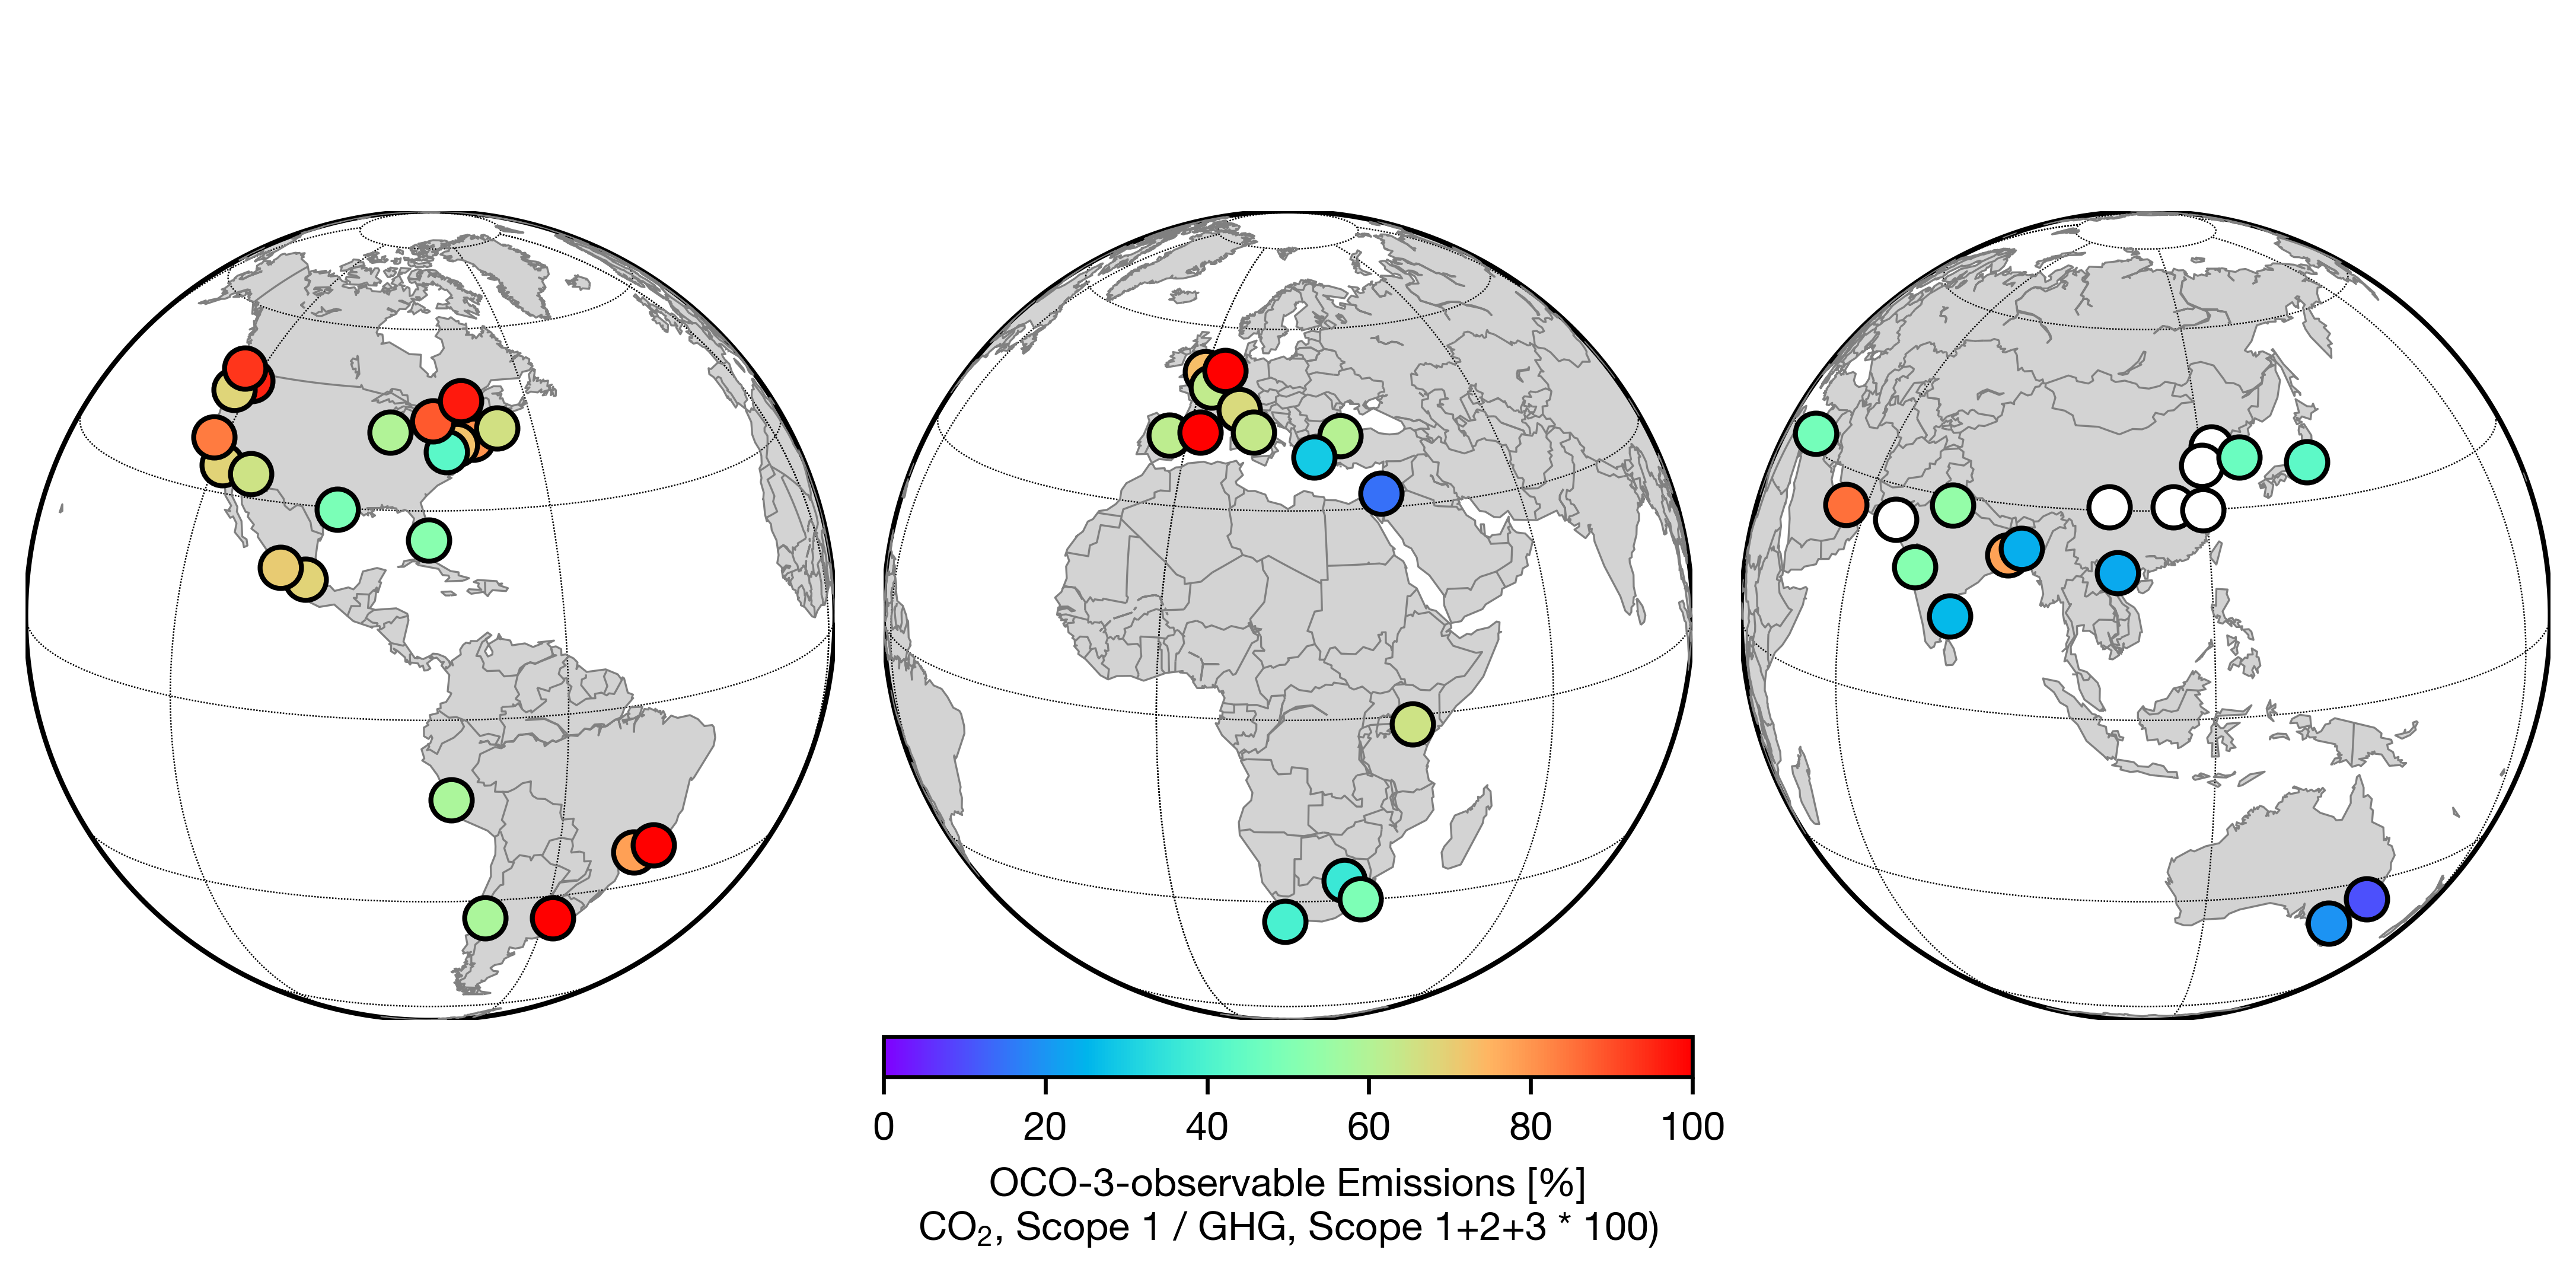 0 20 40 60 80 100
OCO-3-observable Emissions [%]
CO₂, Scope 1 / GHG, Scope 1+2+3 * 100)